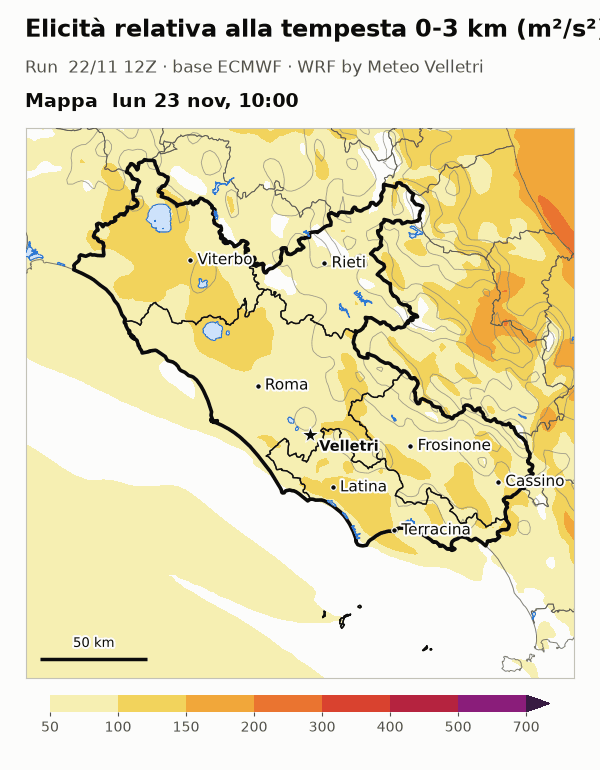 Elicità relativa alla tempesta 0-3 km (m²/s²)
Run 22/11 12Z · base ECMWF · WRF by Meteo Velletri
Mappa lun 23 nov, 10:00
Viterbo
Rieti
Roma
Velletri
Frosinone
Cassino
Latina
Terracina
50 km
50 100 150 200 300 400 500 700